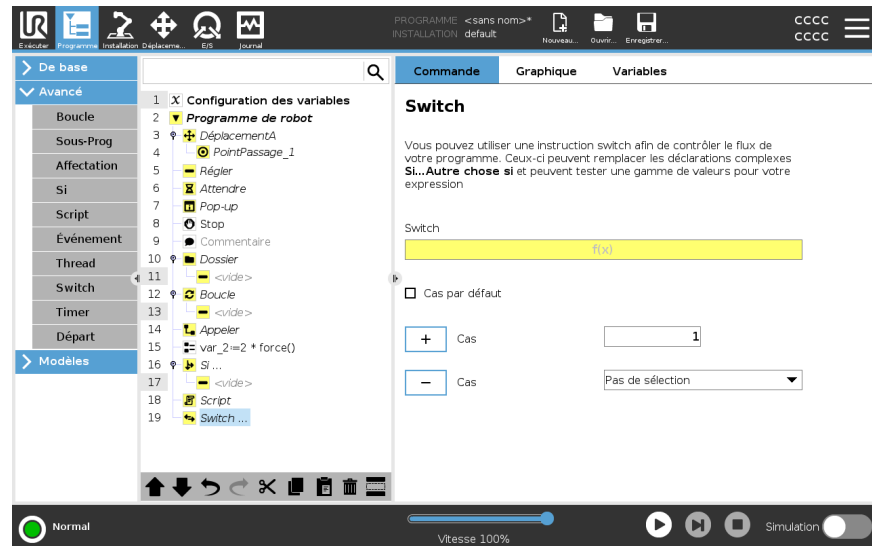 PROGRAMME <sans nom>*
INSTALLATION default
CCCC
CCCC
Exécuter
Programme
Installation
Déplaceme...
E/S
Journal
Nouveau...
Ouvrir...
Enregistrer...
De base
Avancé
Boucle
Sous-Prog
Affectation
Si
Script
Événement
Thread
Switch
Timer
Départ
Modèles
1 X Configuration des variables
2 Programme de robot
3 DéplacementA
4 PointPassage_1
5 Régler
6 Attendre
7 Pop-up
8 Stop
9 Commentaire
10 Dossier
11 <vide>
12 Boucle
13 <vide>
14 Appeler
15 var_2:=2 * force()
16 Si ...
17 <vide>
18 Script
19 Switch ...
Commande
Graphique
Variables
Switch
Vous pouvez utiliser une instruction switch afin de contrôler le flux de
votre programme. Ceux-ci peuvent remplacer les déclarations complexes
Si...Autre chose si et peuvent tester une gamme de valeurs pour votre
expression
Switch
f(x)
Cas par défaut
+ Cas 1
− Cas Pas de sélection
Normal
Vitesse 100%
Simulation